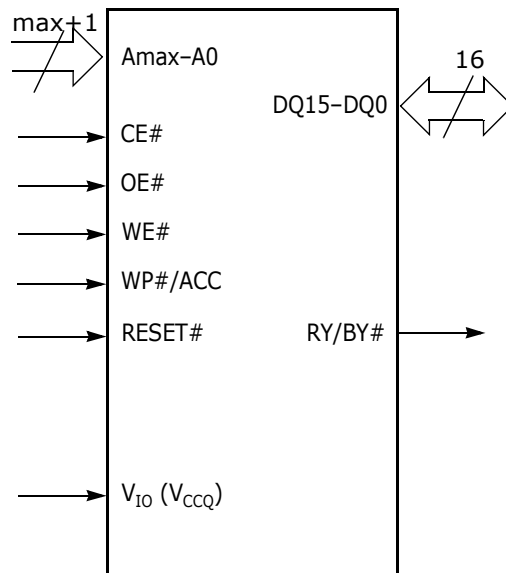 max+1
Amax–A0
16
DQ15–DQ0
CE#
OE#
WE#
WP#/ACC
RESET#
RY/BY#
VIO (VCCQ)